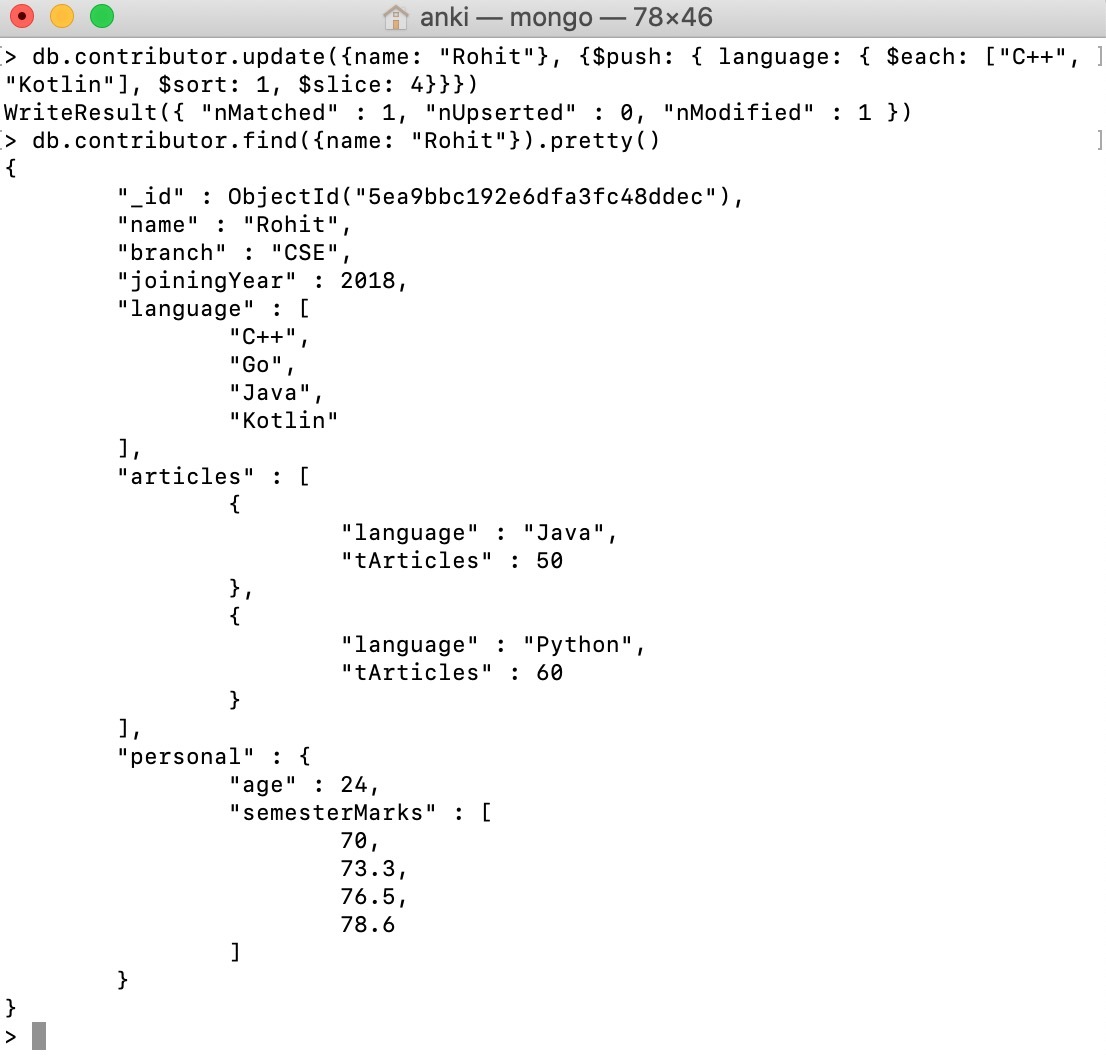 anki — mongo — 78×46
[> db.contributor.update({name: "Rohit"}, {$push: { language: { $each: ["C++", ]
"Kotlin"], $sort: 1, $slice: 4}}})
WriteResult({ "nMatched" : 1, "nUpserted" : 0, "nModified" : 1 })
[> db.contributor.find({name: "Rohit"}).pretty() ]
{
"_id" : ObjectId("5ea9bbc192e6dfa3fc48ddec"),
"name" : "Rohit",
"branch" : "CSE",
"joiningYear" : 2018,
"language" : [
"C++",
"Go",
"Java",
"Kotlin"
],
"articles" : [
{
"language" : "Java",
"tArticles" : 50
},
{
"language" : "Python",
"tArticles" : 60
}
],
"personal" : {
"age" : 24,
"semesterMarks" : [
70,
73.3,
76.5,
78.6
]
}
}
>